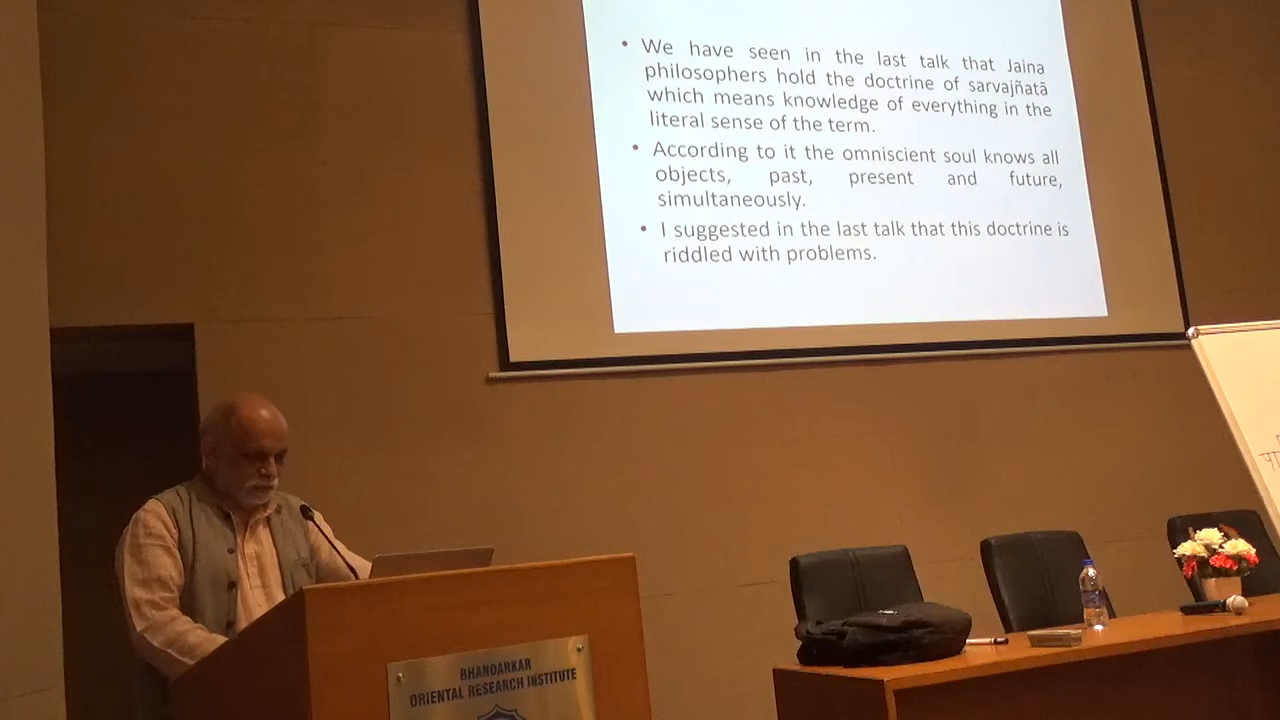 • We have seen in the last talk that Jaina
philosophers hold the doctrine of sarvajñatā
which means knowledge of everything in the
literal sense of the term.
• According to it the omniscient soul knows all
objects, past, present and future,
simultaneously.
• I suggested in the last talk that this doctrine is
riddled with problems.
BHANDARKAR
ORIENTAL RESEARCH INSTITUTE